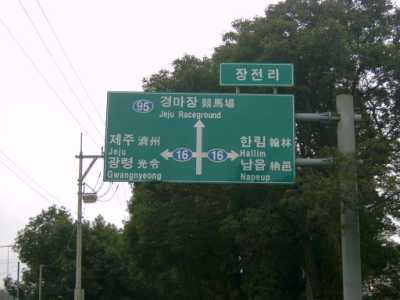 장전리
95
경마장 競馬場
Jeju Raceground
제주 濟州
Jeju
광령 光令
Gwangnyeong
16
16
한림 翰林
Hallim
납읍 納邑
Napeup